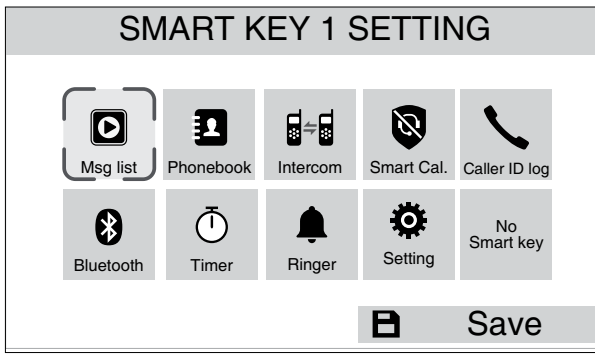 SMART KEY 1 SETTING
Msg list
Phonebook
Intercom
Smart Cal.
Caller ID log
Bluetooth
Timer
Ringer
Setting
No
Smart key
Save